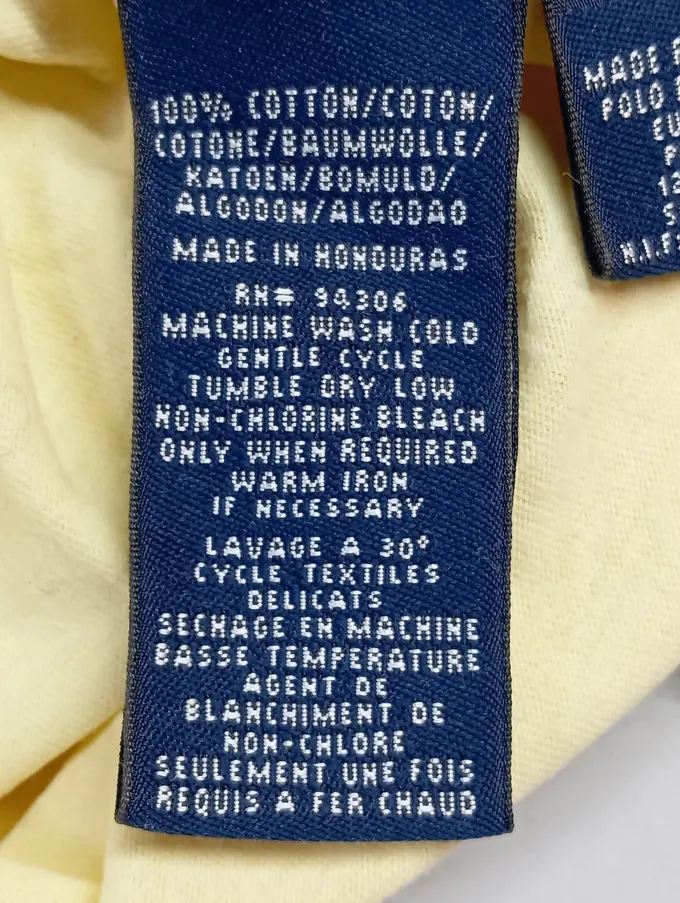 100% COTTON/COTON/
COTONE/BAUMWOLLE/
KATOEN/BOMULD/
ALGODON/ALGODAO
MADE IN HONDURAS
RN# 94306
MACHINE WASH COLD
GENTLE CYCLE
TUMBLE DRY LOW
NON-CHLORINE BLEACH
ONLY WHEN REQUIRED
WARM IRON
IF NECESSARY
LAVAGE A 30°
CYCLE TEXTILES
DELICATS
SECHAGE EN MACHINE
BASSE TEMPERATURE
AGENT DE
BLANCHIMENT DE
NON-CHLORE
SEULEMENT UNE FOIS
REQUIS A FER CHAUD
MADE
POLO